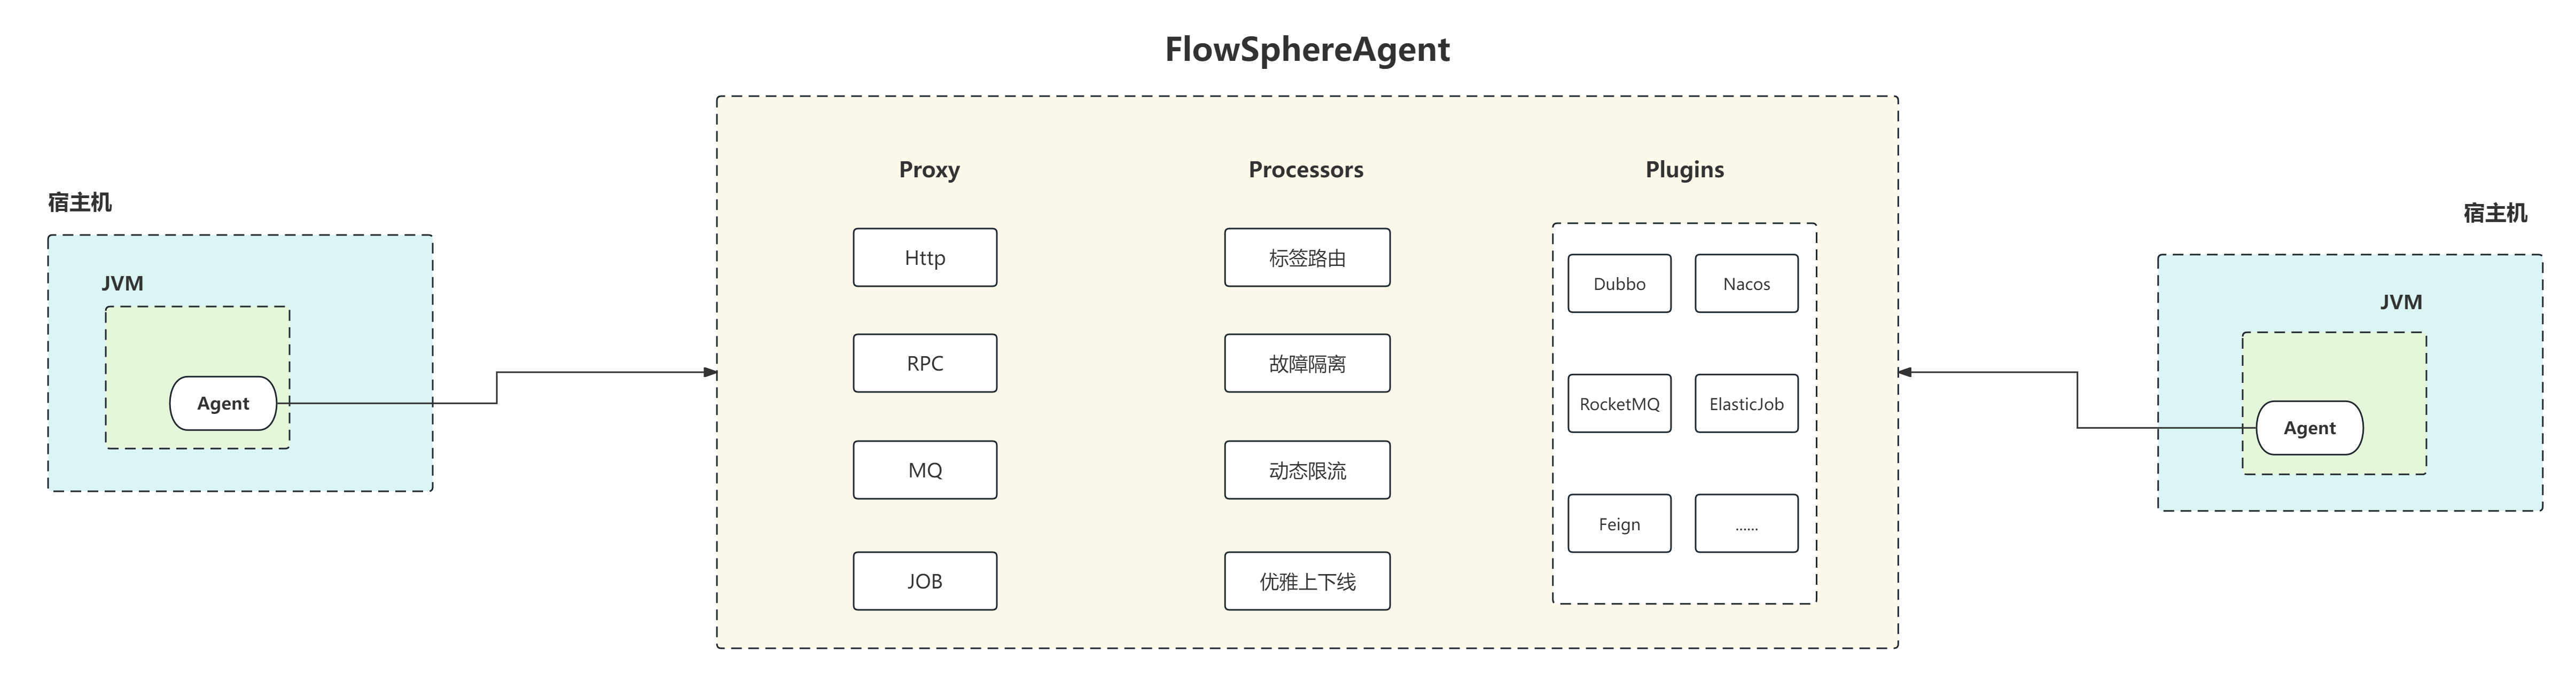 FlowSphereAgent
宿主机
JVM
Agent
Proxy
Http
RPC
MQ
JOB
Processors
标签路由
故障隔离
动态限流
优雅上下线
Plugins
Dubbo
Nacos
RocketMQ
ElasticJob
Feign
......
宿主机
JVM
Agent